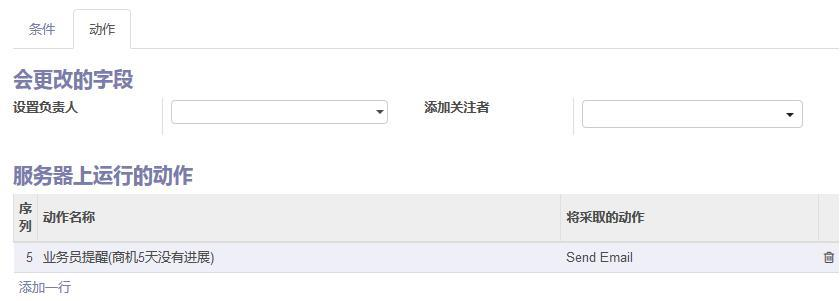 条件 动作
会更改的字段
设置负责人 添加关注者
服务器上运行的动作
序列 动作名称 将采取的动作
5 业务员提醒(商机5天没有进展) Send Email
添加一行